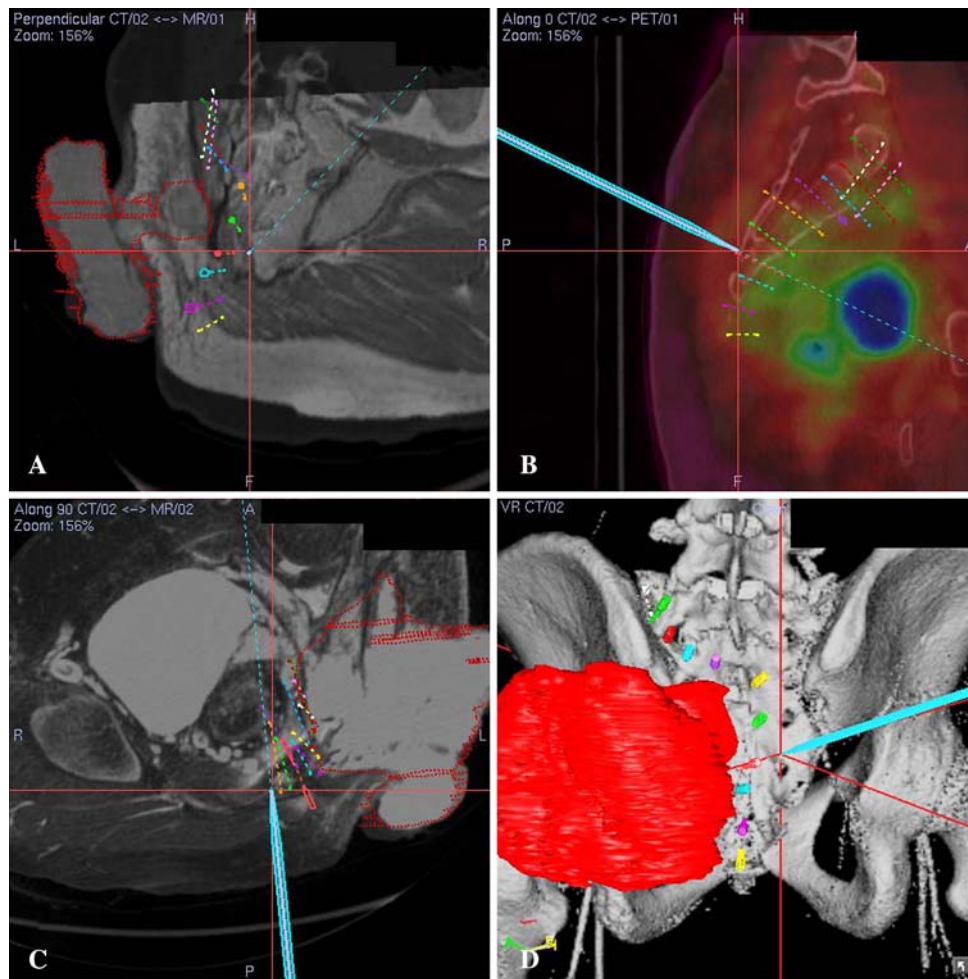 Perpendicular CT/02 <-> MR/01
Zoom: 156%
H
L
R
F
A
Along 0 CT/02 <-> PET/01
Zoom: 156%
H
P
F
B
Along 90 CT/02 <-> MR/02
Zoom: 156%
A
R
L
P
C
VR CT/02
D